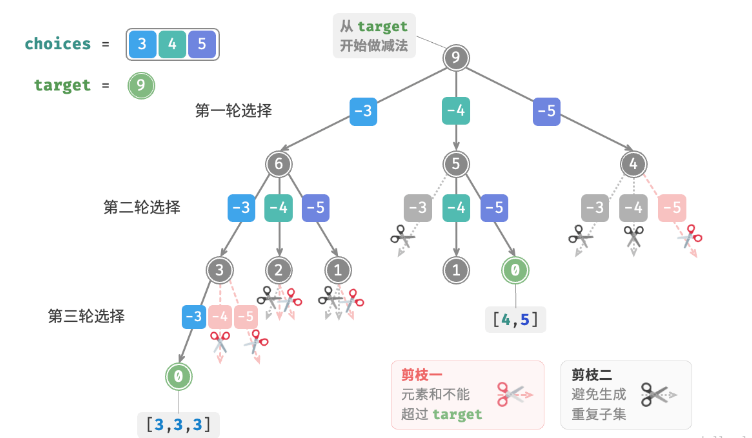 从 target
开始做减法
choices = 3 4 5
target = 9
9
第一轮选择
-3 -4 -5
6 5 4
第二轮选择
-3 -4 -5 -3 -4 -5 -3 -4 -5
3 2 1 1 0
第三轮选择
-3 -4 -5
[4,5]
0
[3,3,3]
剪枝一
元素和不能
超过 target
剪枝二
避免生成
重复子集